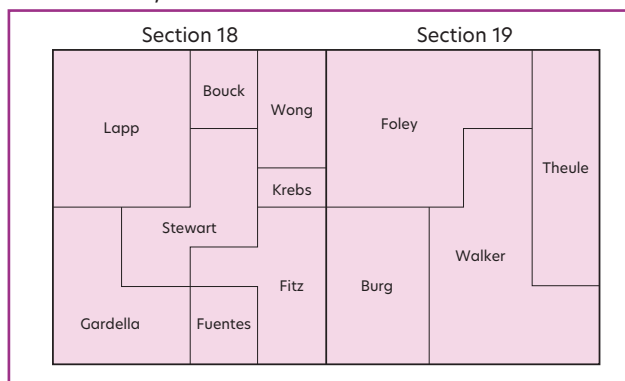 Section 18 Section 19
Bouck
Wong
Lapp
Foley
Theule
Krebs
Stewart
Walker
Fitz
Burg
Gardella
Fuentes